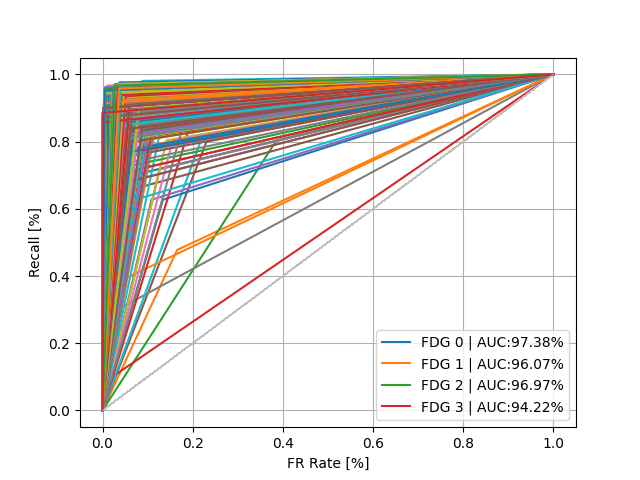 1.0
0.8
0.6
0.4
0.2
0.0
Recall [%]
0.0 0.2 0.4 0.6 0.8 1.0
FR Rate [%]
FDG 0 | AUC:97.38%
FDG 1 | AUC:96.07%
FDG 2 | AUC:96.97%
FDG 3 | AUC:94.22%